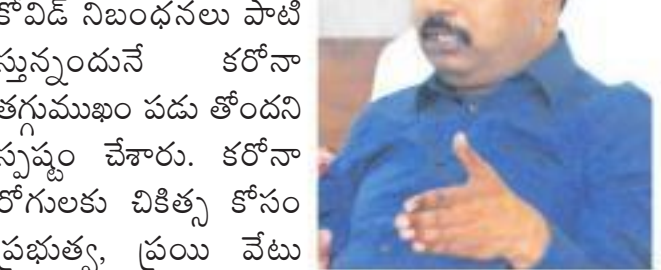 కోవిడ్ నిబంధనలు పాటి
స్తున్నందునే కరోనా
తగ్గుముఖం పడు తోందని
స్పష్టం చేశారు. కరోనా
రోగులకు చికిత్స కోసం
ప్రభుత్వ, ప్రయి వేటు